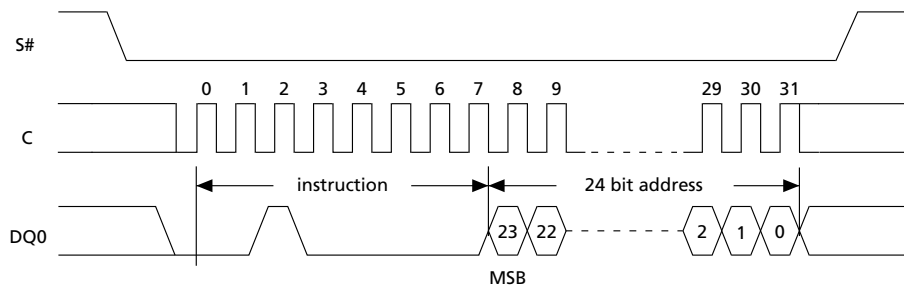 S#
0 1 2 3 4 5 6 7 8 9 29 30 31
C
instruction 24 bit address
DQ0 23 22 2 1 0
MSB